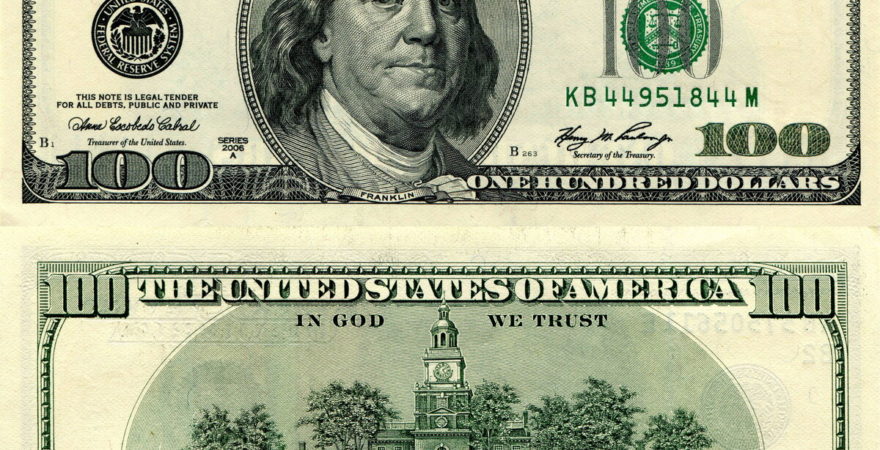 UNITED STATES
FEDERAL RESERVE SYSTEM
100
KB 44951844 M
THIS NOTE IS LEGAL TENDER
FOR ALL DEBTS, PUBLIC AND PRIVATE
Anna Escobedo Cabral
Treasurer of the United States.
B1
SERIES
2006
A
B 263
Henry M. Paulson, Jr.
Secretary of the Treasury.
100
100
FRANKLIN
ONE HUNDRED DOLLARS
100
THE UNITED STATES OF AMERICA
100
IN GOD WE TRUST